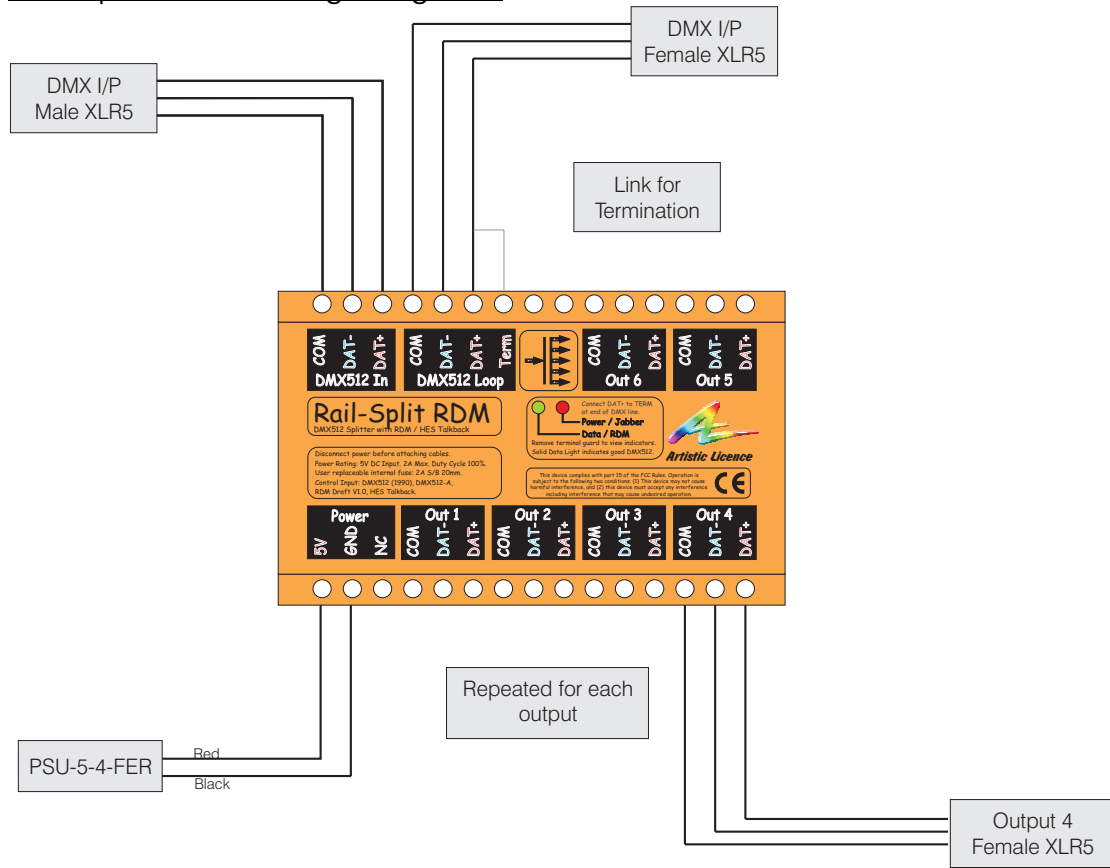 DMX I/P
Female XLR5
DMX I/P
Male XLR5
Link for
Termination
COM
DAT-
DAT+
DMX512 In
COM
DAT-
DAT+
Term
DMX512 Loop
COM
DAT-
DAT+
Out 6
COM
DAT-
DAT+
Out 5
Rail-Split RDM
DMX512 Splitter with RDM / HES Talkback
Connect DAT+ to TERM
at end of DMX line.
Power / Jabber
Data / RDM
Remove terminal guard to view indicators.
Solid Data Light indicates good DMX512.
Artistic Licence
Disconnect power before attaching cables.
Power Rating: 5V DC Input. 2A Max. Duty Cycle 100%.
User replaceable internal fuse: 2A S/B 20mm.
Control Input: DMX512 (1990), DMX512-A,
RDM Draft V1.0, HES Talkback.
This device complies with part 15 of the FCC Rules. Operation is
subject to the following two conditions: (1) This device may not cause
harmful interference, and (2) this device must accept any interference
including interference that may cause undesired operation.
CE
Power
5V
GND
NC
Out 1
COM
DAT-
DAT+
Out 2
COM
DAT-
DAT+
Out 3
COM
DAT-
DAT+
Out 4
COM
DAT-
DAT+
Repeated for each
output
PSU-5-4-FER
Red
Black
Output 4
Female XLR5